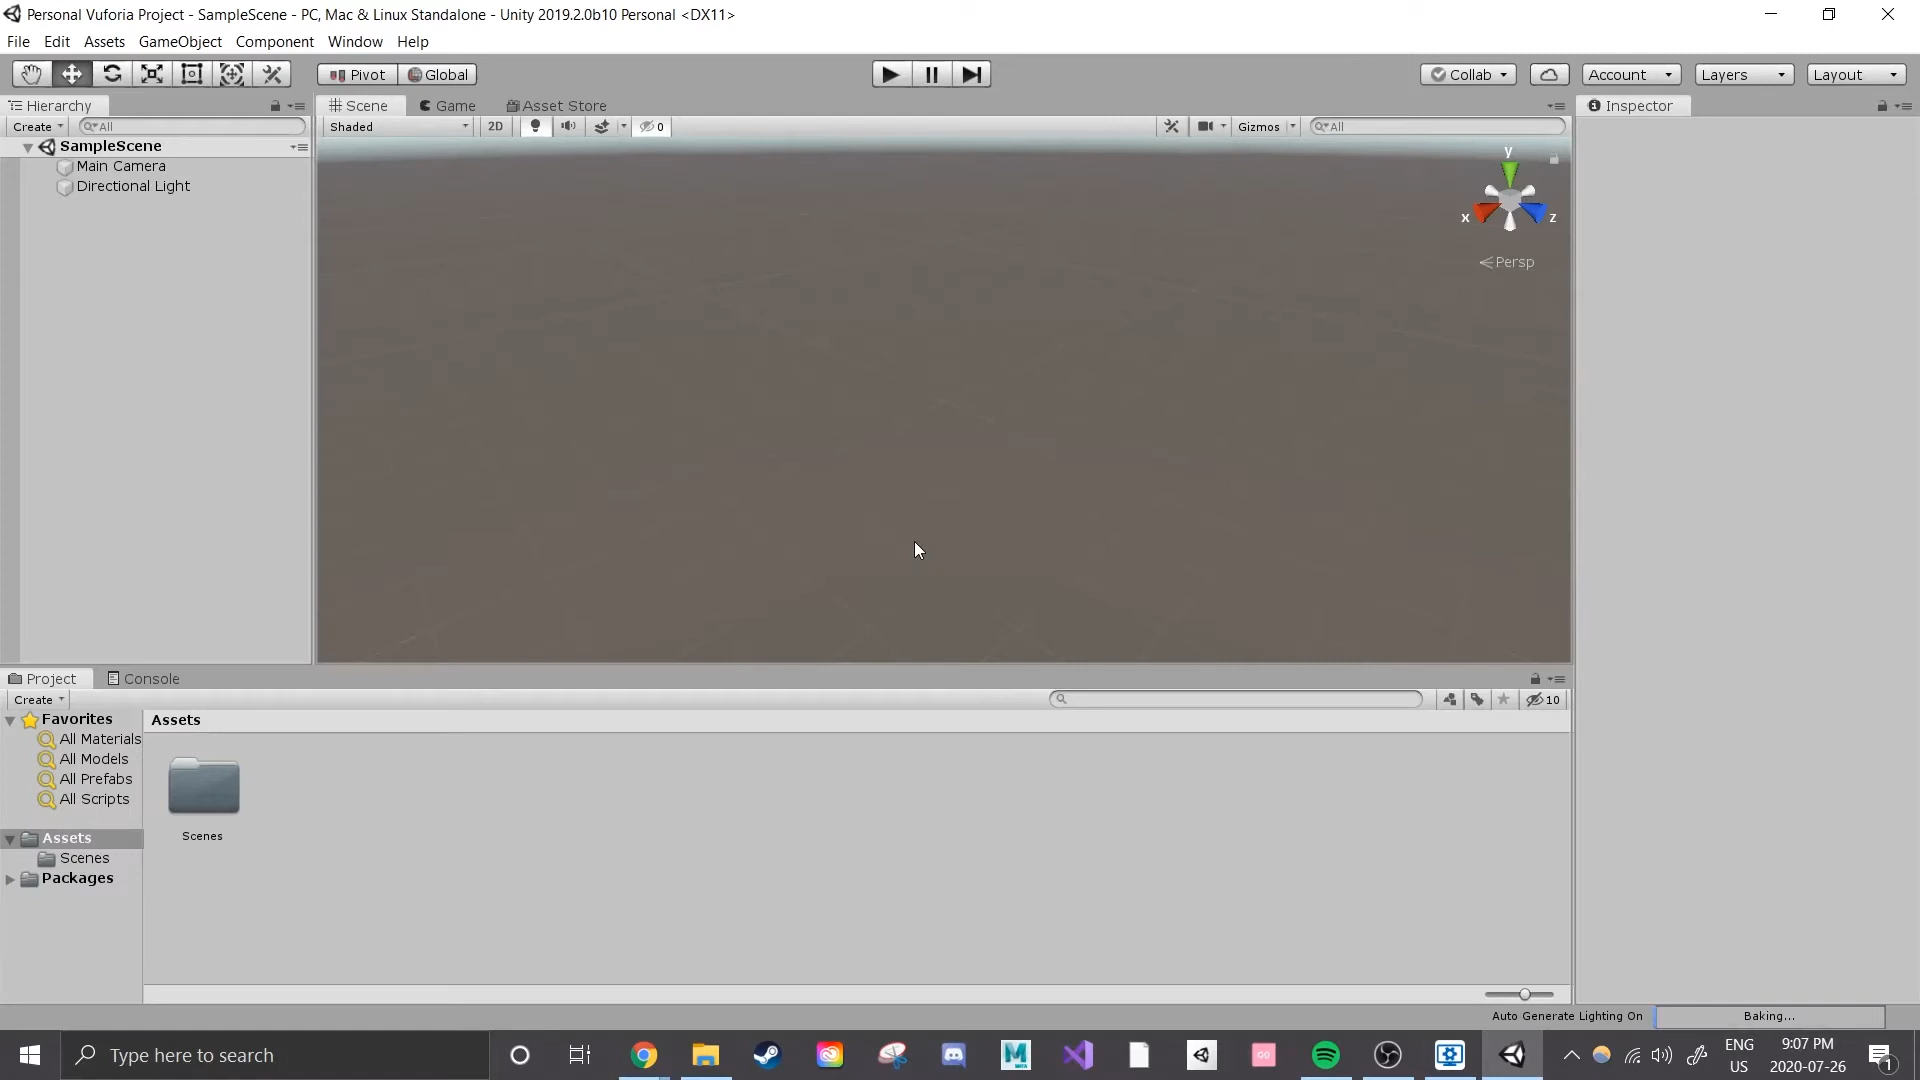 Personal Vuforia Project - SampleScene - PC, Mac & Linux Standalone - Unity 2019.2.0b10 Personal <DX11>
File Edit Assets GameObject Component Window Help
Pivot Global Collab Account Layers Layout
Hierarchy
Create All
SampleScene
Main Camera
Directional Light
Scene Game Asset Store
Shaded 2D 0 Gizmos All
y
x z
Persp
Inspector
Project Console
Create 10
Favorites
All Materials
All Models
All Prefabs
All Scripts
Assets
Scenes
Packages
Assets
Scenes
Auto Generate Lighting On Baking...
Type here to search
ENG
US
9:07 PM
2020-07-26
1